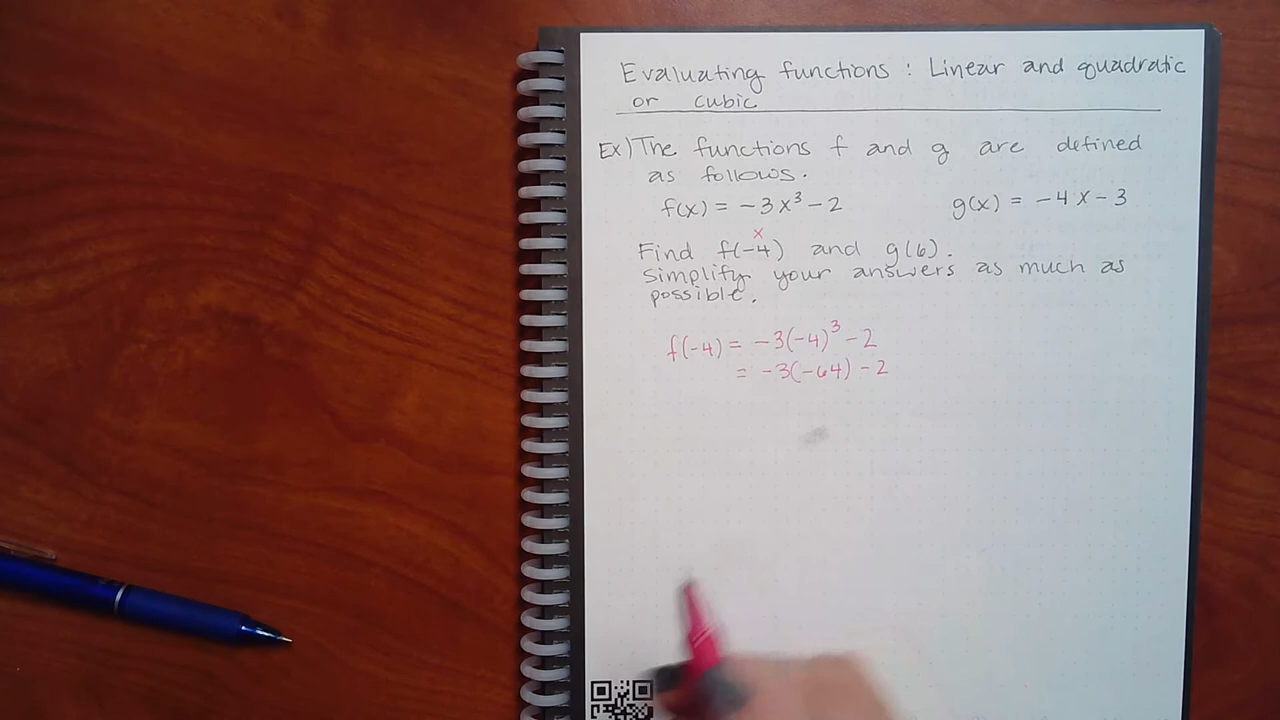 Evaluating functions : Linear and quadratic
or cubic
Ex) The functions f and g are defined
as follows.
f(x) = -3x³ - 2 g(x) = -4x - 3
x
Find f(-4) and g(6).
Simplify your answers as much as
possible.
f(-4) = -3(-4)³ - 2
= -3(-64) - 2